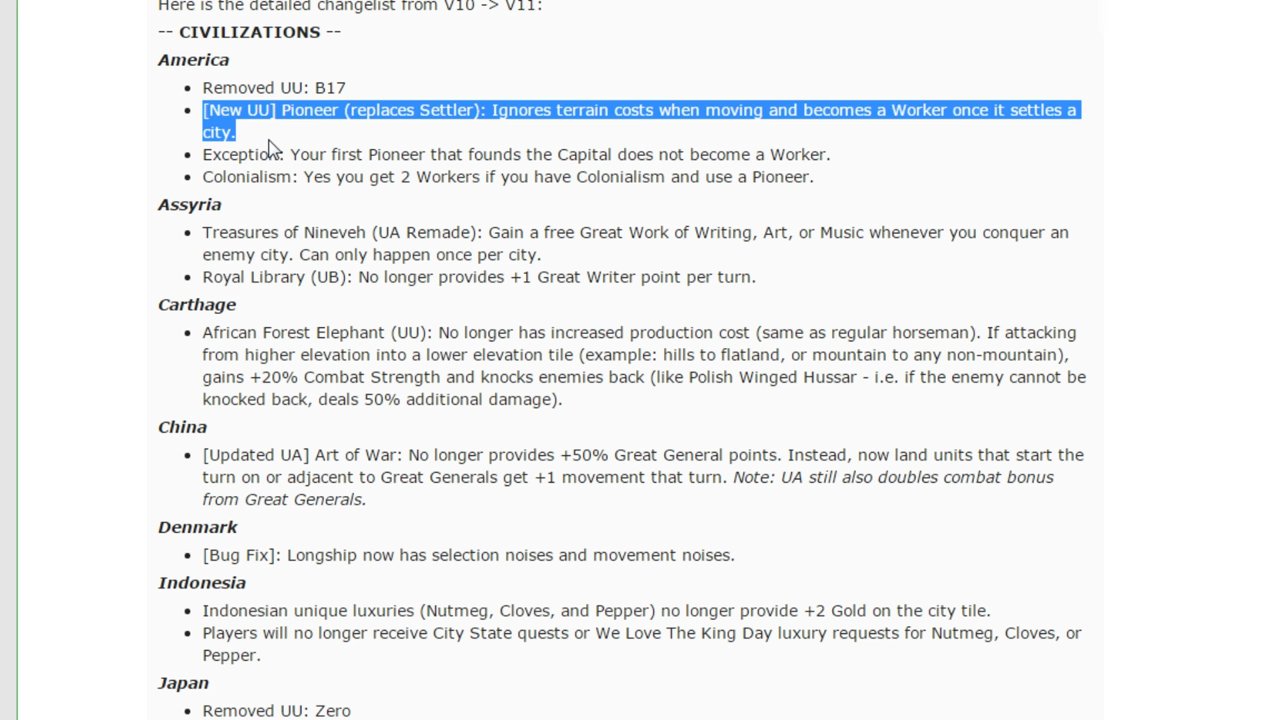 Here is the detailed changelist from V10 -> V11:
-- CIVILIZATIONS --
America
• Removed UU: B17
• [New UU] Pioneer (replaces Settler): Ignores terrain costs when moving and becomes a Worker once it settles a
city.
• Exception: Your first Pioneer that founds the Capital does not become a Worker.
• Colonialism: Yes you get 2 Workers if you have Colonialism and use a Pioneer.
Assyria
• Treasures of Nineveh (UA Remade): Gain a free Great Work of Writing, Art, or Music whenever you conquer an
enemy city. Can only happen once per city.
• Royal Library (UB): No longer provides +1 Great Writer point per turn.
Carthage
• African Forest Elephant (UU): No longer has increased production cost (same as regular horseman). If attacking
from higher elevation into a lower elevation tile (example: hills to flatland, or mountain to any non-mountain),
gains +20% Combat Strength and knocks enemies back (like Polish Winged Hussar - i.e. if the enemy cannot be
knocked back, deals 50% additional damage).
China
• [Updated UA] Art of War: No longer provides +50% Great General points. Instead, now land units that start the
turn on or adjacent to Great Generals get +1 movement that turn. Note: UA still also doubles combat bonus
from Great Generals.
Denmark
• [Bug Fix]: Longship now has selection noises and movement noises.
Indonesia
• Indonesian unique luxuries (Nutmeg, Cloves, and Pepper) no longer provide +2 Gold on the city tile.
• Players will no longer receive City State quests or We Love The King Day luxury requests for Nutmeg, Cloves, or
Pepper.
Japan
• Removed UU: Zero